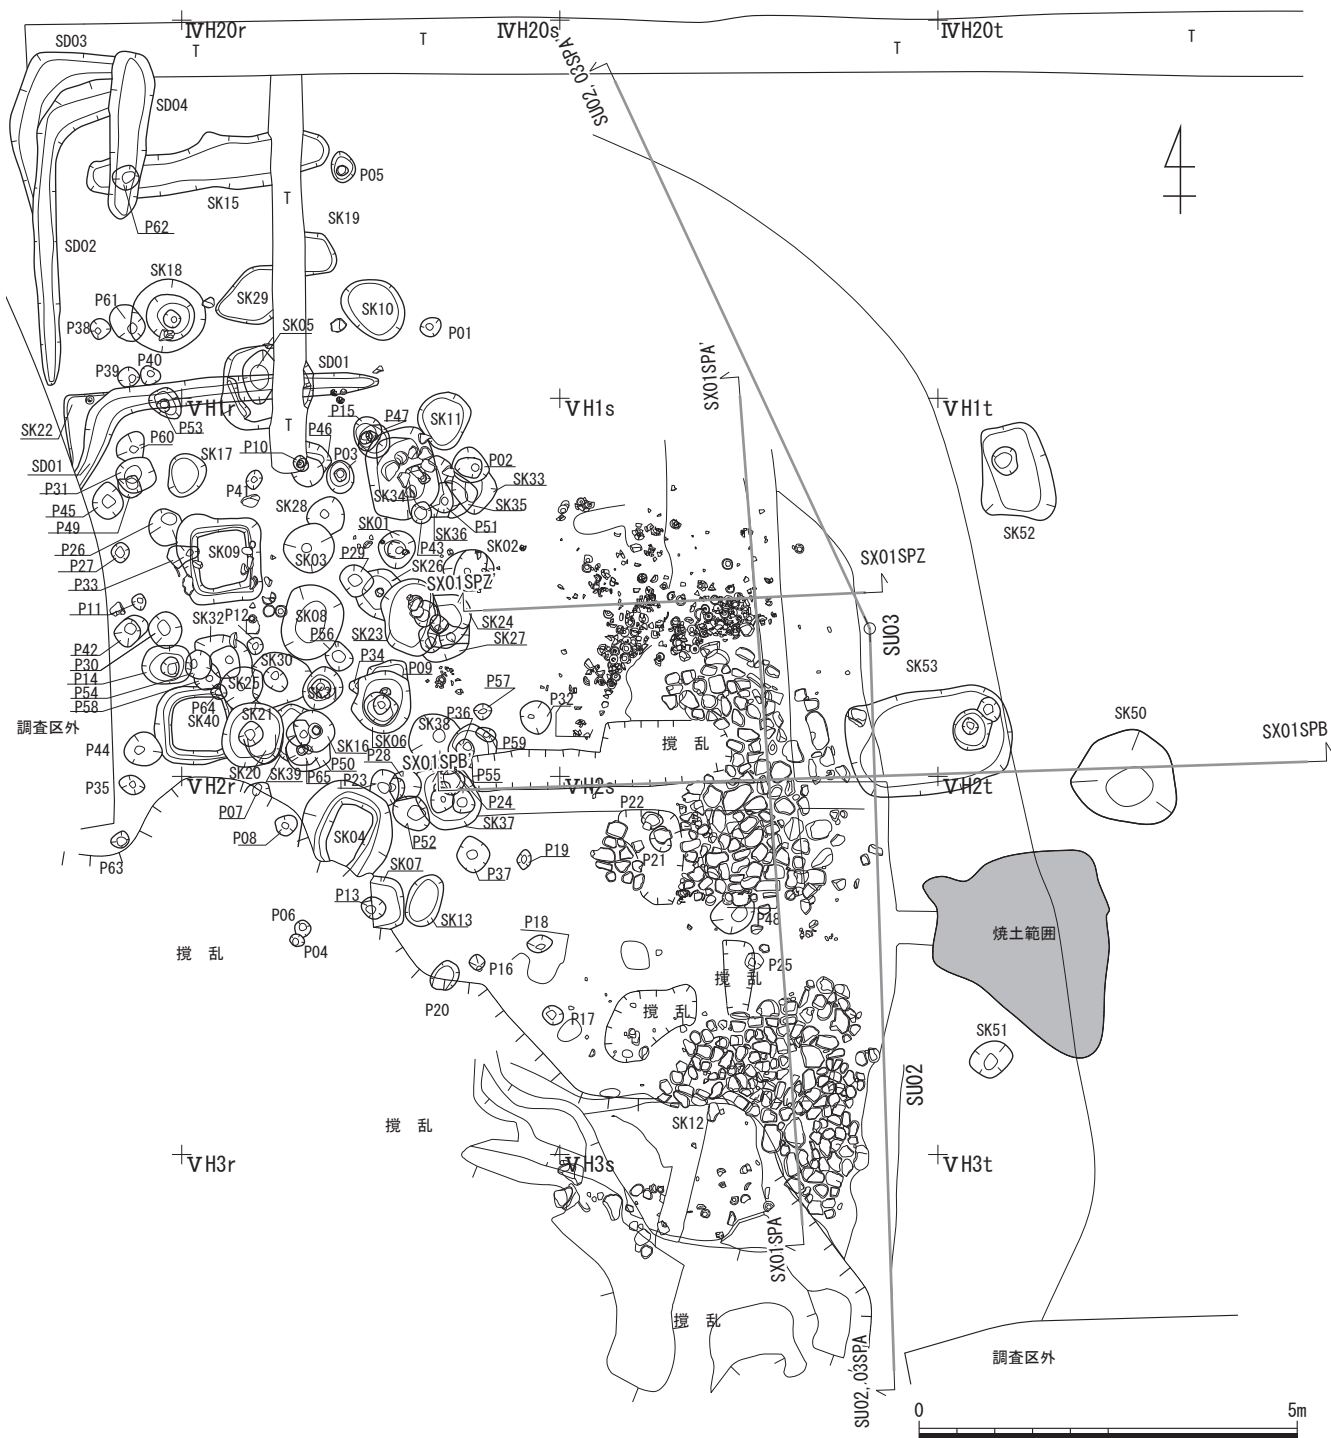 ⅣH20r
ⅣH20s
ⅣH20t
T
T
T
T
SD03
SD04
SU02, 03SPA'
P05
SK15
T
SK19
P62
SD02
SK18
P61
SK29
SK10
P38
SK05
P01
SX01SPA'
P39
P40
SD01
ⅤH1r
ⅤH1s
ⅤH1t
P15
P47
SK11
SK22
P53
T
P46
P60
P10
P03
SK17
P02
SD01
SK33
P31
P41
SK34
SK35
P45
SK28
P51
P49
SK01
SK36
SK52
P43
SK02
P26
SK09
SK03
P29
SK26
P27
SX01SPZ
P33
SX01SPZ'
P11
SK32
P12
SK08
SK24
P42
P56
SK23
SK27
SU03
P30
SK30
P34
P09
SK53
P14
SK25
P57
P54
SK31
P58
P64
P32
SK40
SK21
P36
SK38
SK50
調査区外
SK16
SK06
P59
撹 乱
SX01SPB
P44
P50
P28
SX01SPB'
SK20
SK39
P65
P23
P55
P35
ⅤH2r
ⅤH2s
ⅤH2t
P07
P24
P22
P08
SK04
P52
SK37
P63
P21
SK07
P37
P19
P13
P06
SK13
P18
P48
P04
焼土範囲
撹 乱
P16
P25
撹 乱
P20
P17
撹 乱
SK51
SU02
撹 乱
SK12
ⅤH3r
ⅤH3s
ⅤH3t
SX01SPA
撹 乱
SU02, 03SPA
調査区外
0
5m